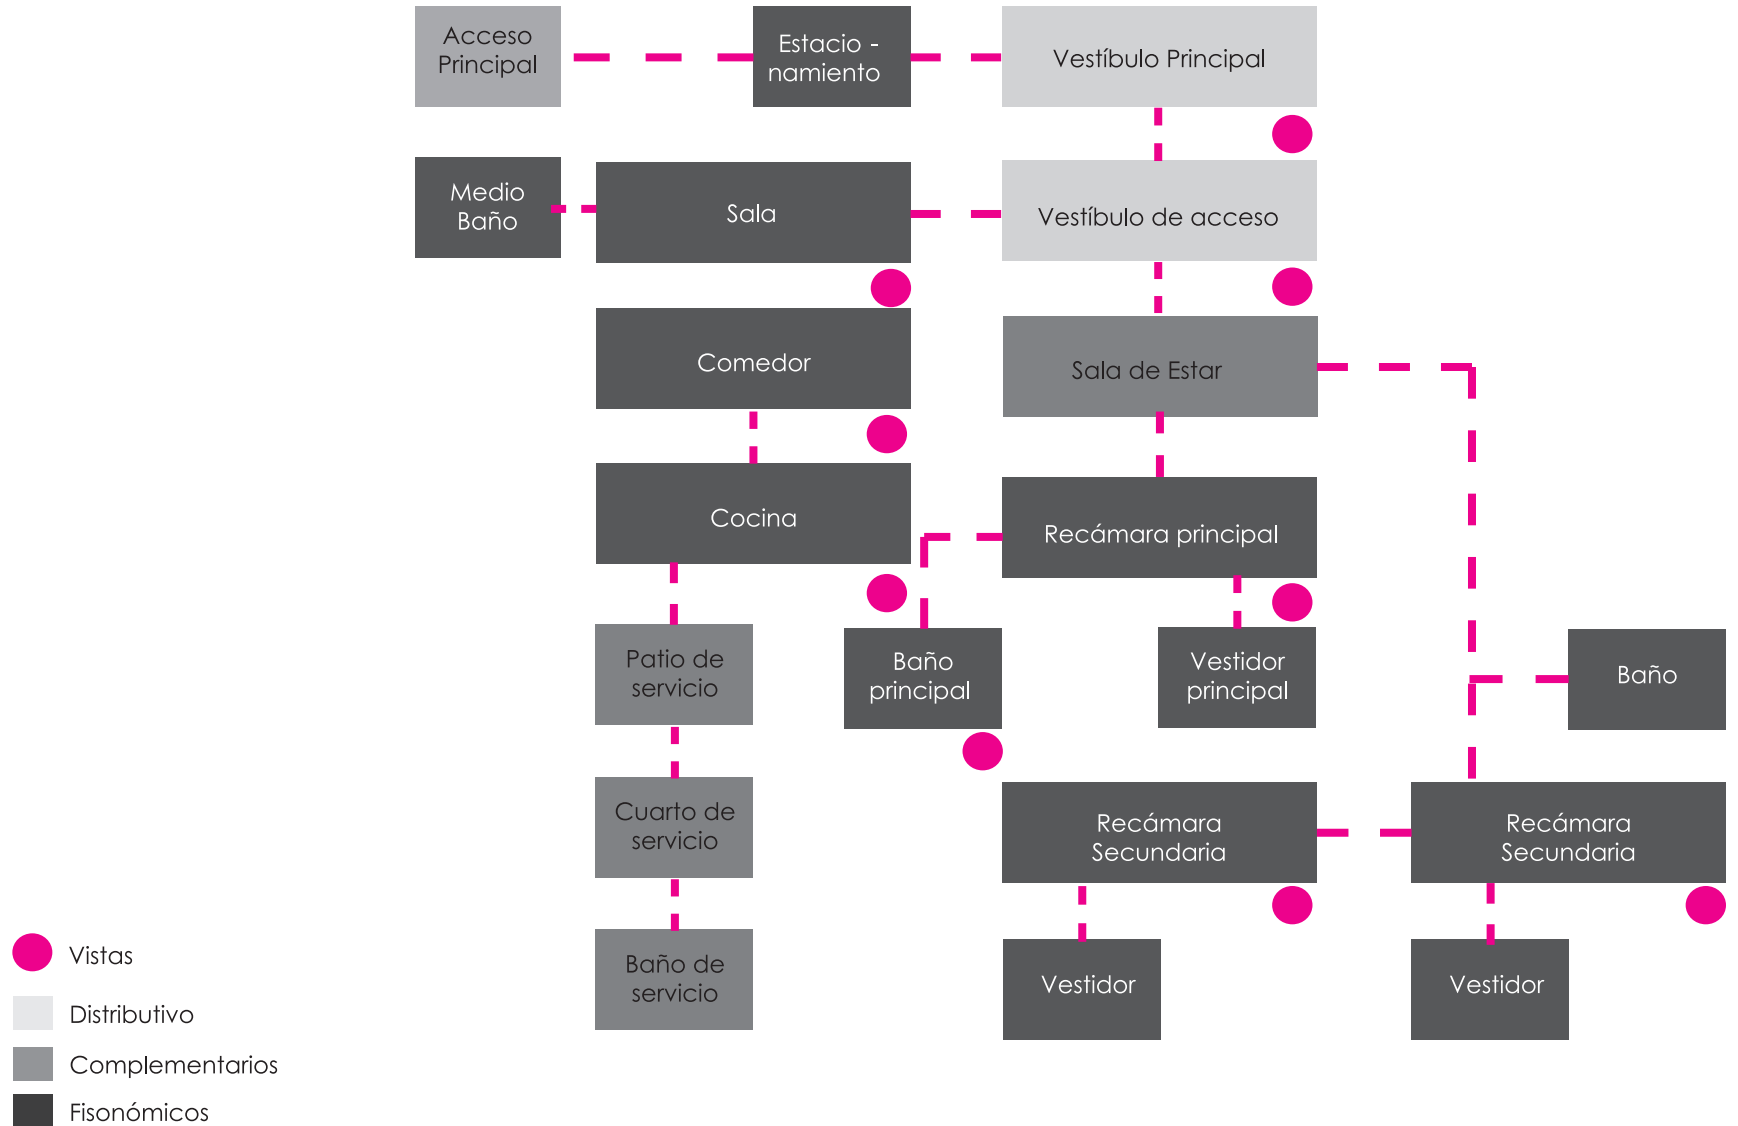 Acceso
Principal
Estacio -
namiento
Vestíbulo Principal
Medio
Baño
Sala
Vestíbulo de acceso
Comedor
Sala de Estar
Cocina
Recámara principal
Patio de
servicio
Baño
principal
Vestidor
principal
Baño
Cuarto de
servicio
Recámara
Secundaria
Recámara
Secundaria
Baño de
servicio
Vestidor
Vestidor
Vistas
Distributivo
Complementarios
Fisonómicos